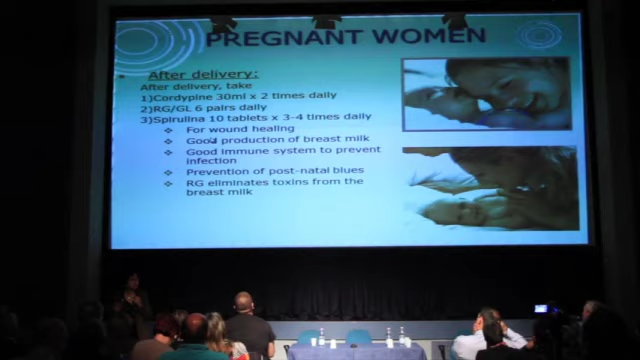 PREGNANT WOMEN
After delivery:
After delivery, take
1)Cordypine 30ml x 2 times daily
2)RG/GL 6 pairs daily
3)Spirulina 10 tablets x 3-4 times daily
❖ For wound healing
❖ Good production of breast milk
❖ Good immune system to prevent
infection
❖ Prevention of post-natal blues
❖ RG eliminates toxins from the
breast milk